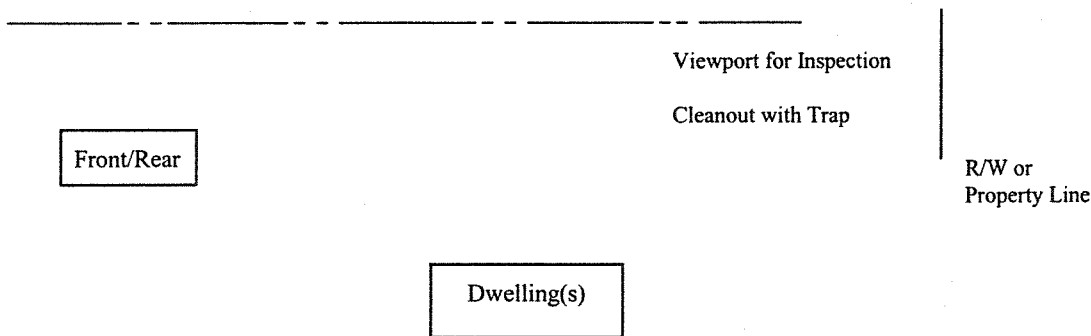 Viewport for Inspection
Cleanout with Trap
Front/Rear
R/W or
Property Line
Dwelling(s)